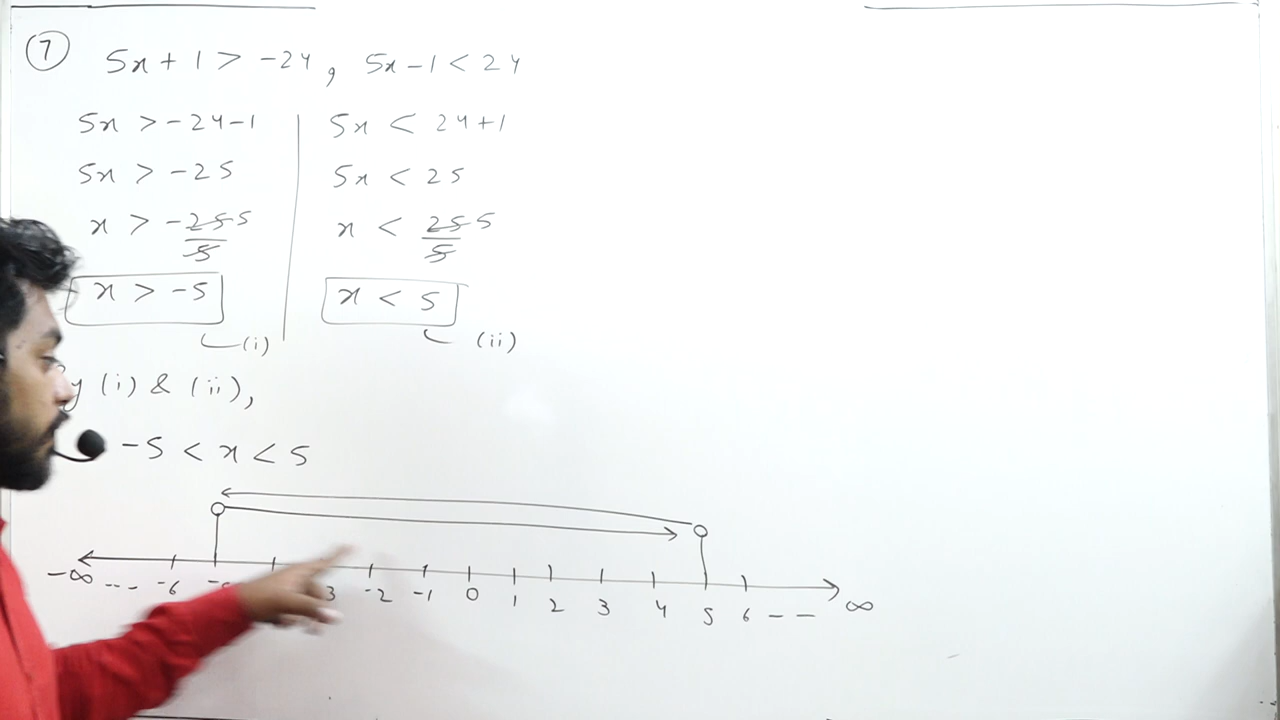 7
5x + 1 > -24, 5x - 1 < 24
5x > -24-1
5x > -25
x > -25 5
5
x > -5
(i)
5x < 24+1
5x < 25
x < 25 5
5
x < 5
(ii)
(i) & (ii),
-5 < x < 5
-∞ --- -6 3 -2 -1 0 1 2 3 4 5 6 -- ∞